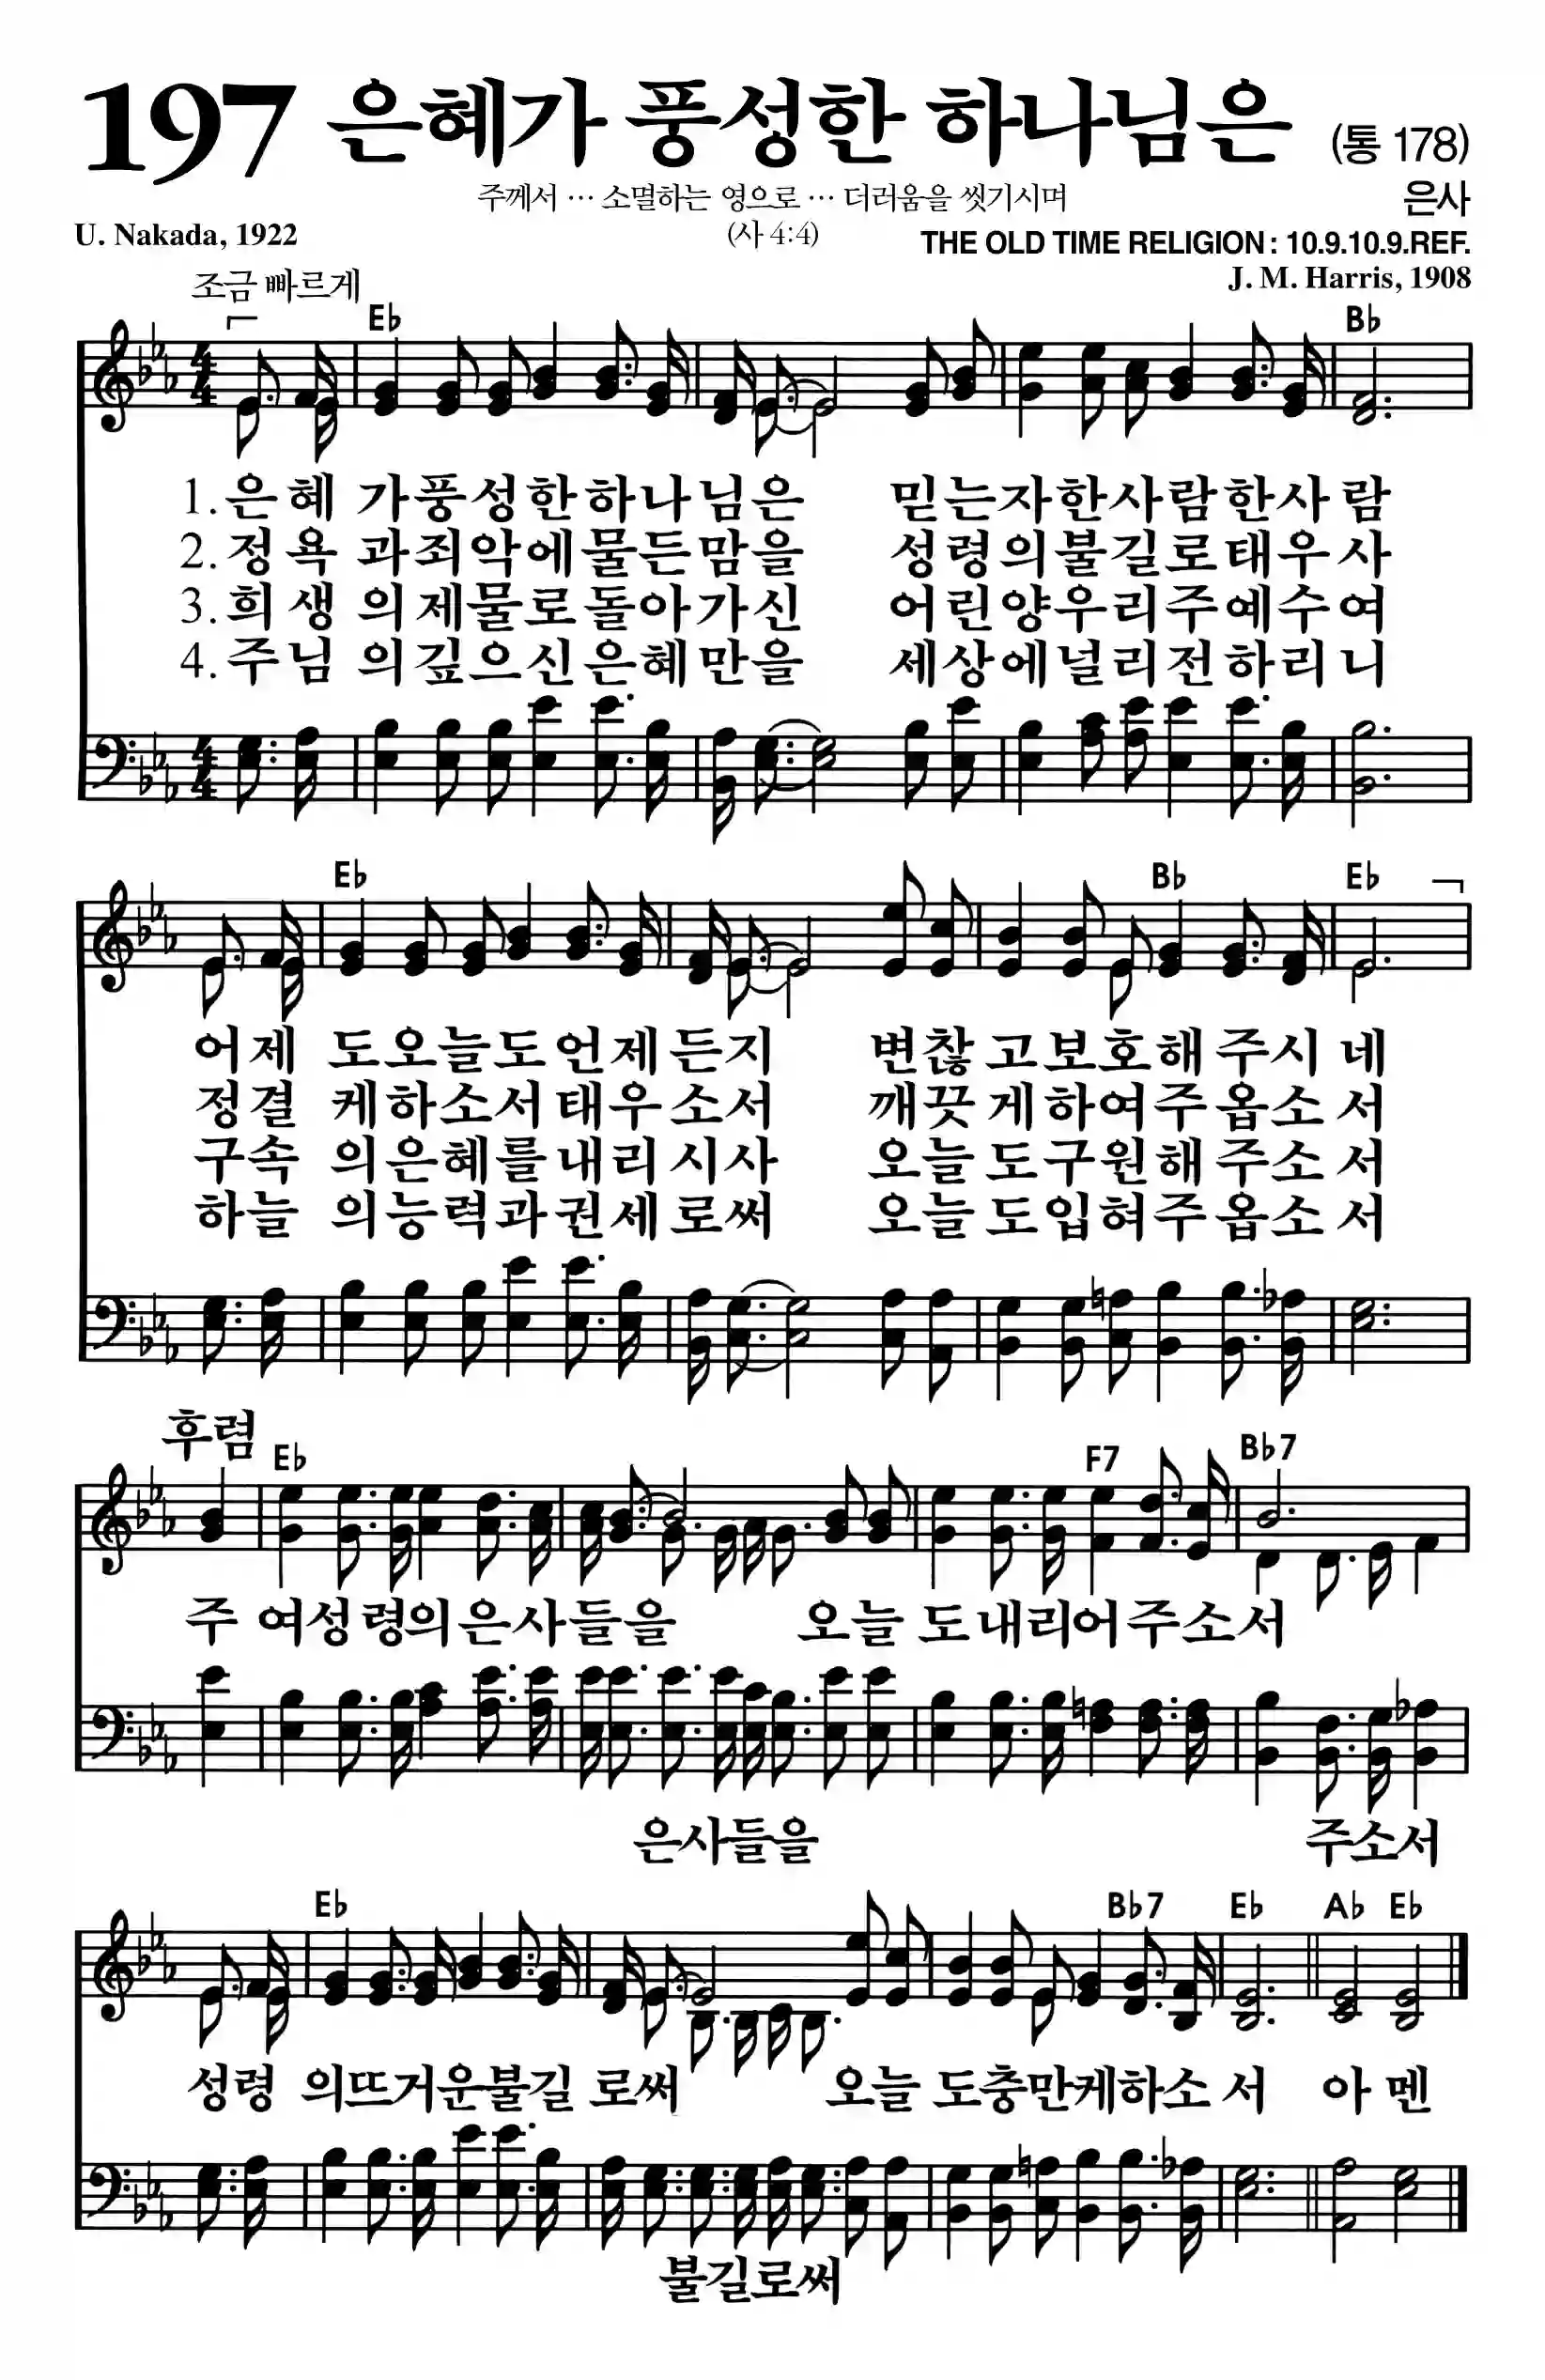 197 은혜가 풍성한 하나님은 (통 178)
주께서 … 소멸하는 영으로 … 더러움을 씻기시며
은사
U. Nakada, 1922
(사 4:4)
THE OLD TIME RELIGION : 10.9.10.9.REF.
J. M. Harris, 1908
조금 빠르게
E♭ B♭
4 4
1. 은혜 가풍성한하나님은 믿는자한사람한사람
2. 정욕 과죄악에물든맘을 성령의불길로태우사
3. 희생 의제물로돌아가신 어린양우리주예수여
4. 주님 의깊으신은혜만을 세상에널리전하리니
4 4
E♭ B♭ E♭
어제 도오늘도언제든지 변찮고보호해주시네
정결 케하소서태우소서 깨끗게하여주옵소서
구속 의은혜를내리시사 오늘도구원해주소서
하늘 의능력과권세로써 오늘도입혀주옵소서
후렴
E♭ F7 B♭7
주 여성령의은사들을 오늘도내리어주소서
은사들을 주소서
E♭ B♭7 E♭ A♭ E♭
성령 의뜨거운불길로써 오늘도충만케하소서 아멘
불길로써